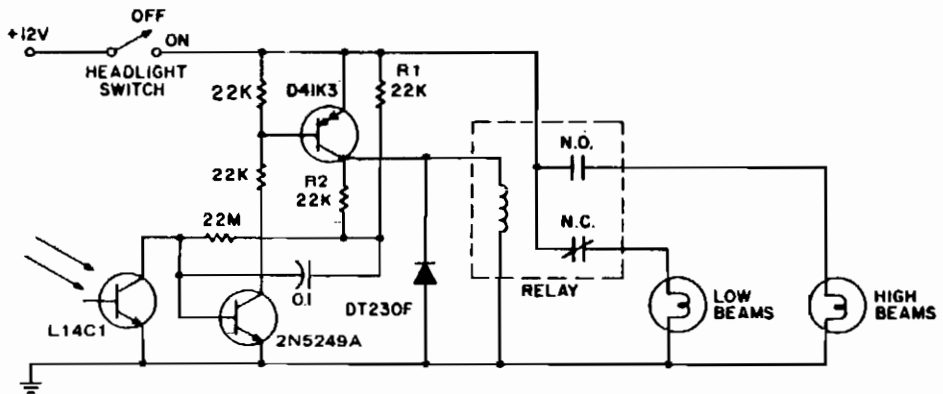 OFF
+12V
ON
HEADLIGHT
SWITCH
22K
D41K3
R1
22K
22K
R2
22K
22M
0.1
L14C1
2N5249A
DT230F
N.O.
N.C.
RELAY
LOW
BEAMS
HIGH
BEAMS